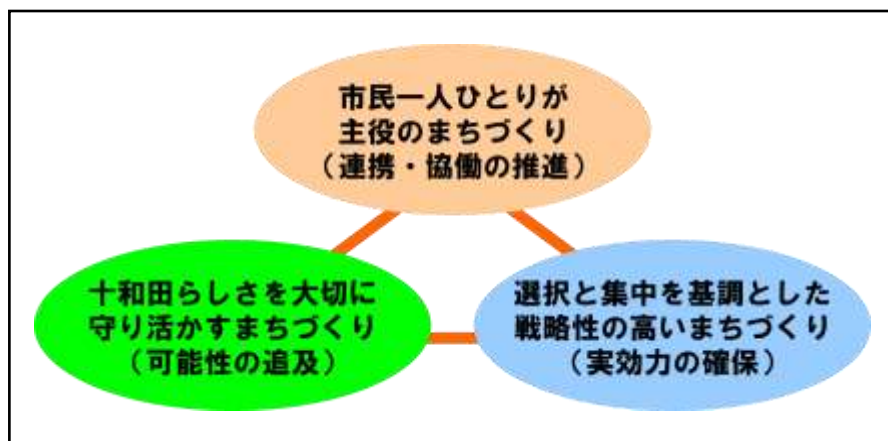 市民一人ひとりが
主役のまちづくり
（連携・協働の推進）
十和田らしさを大切に
守り活かすまちづくり
（可能性の追及）
選択と集中を基調とした
戦略性の高いまちづくり
（実効力の確保）